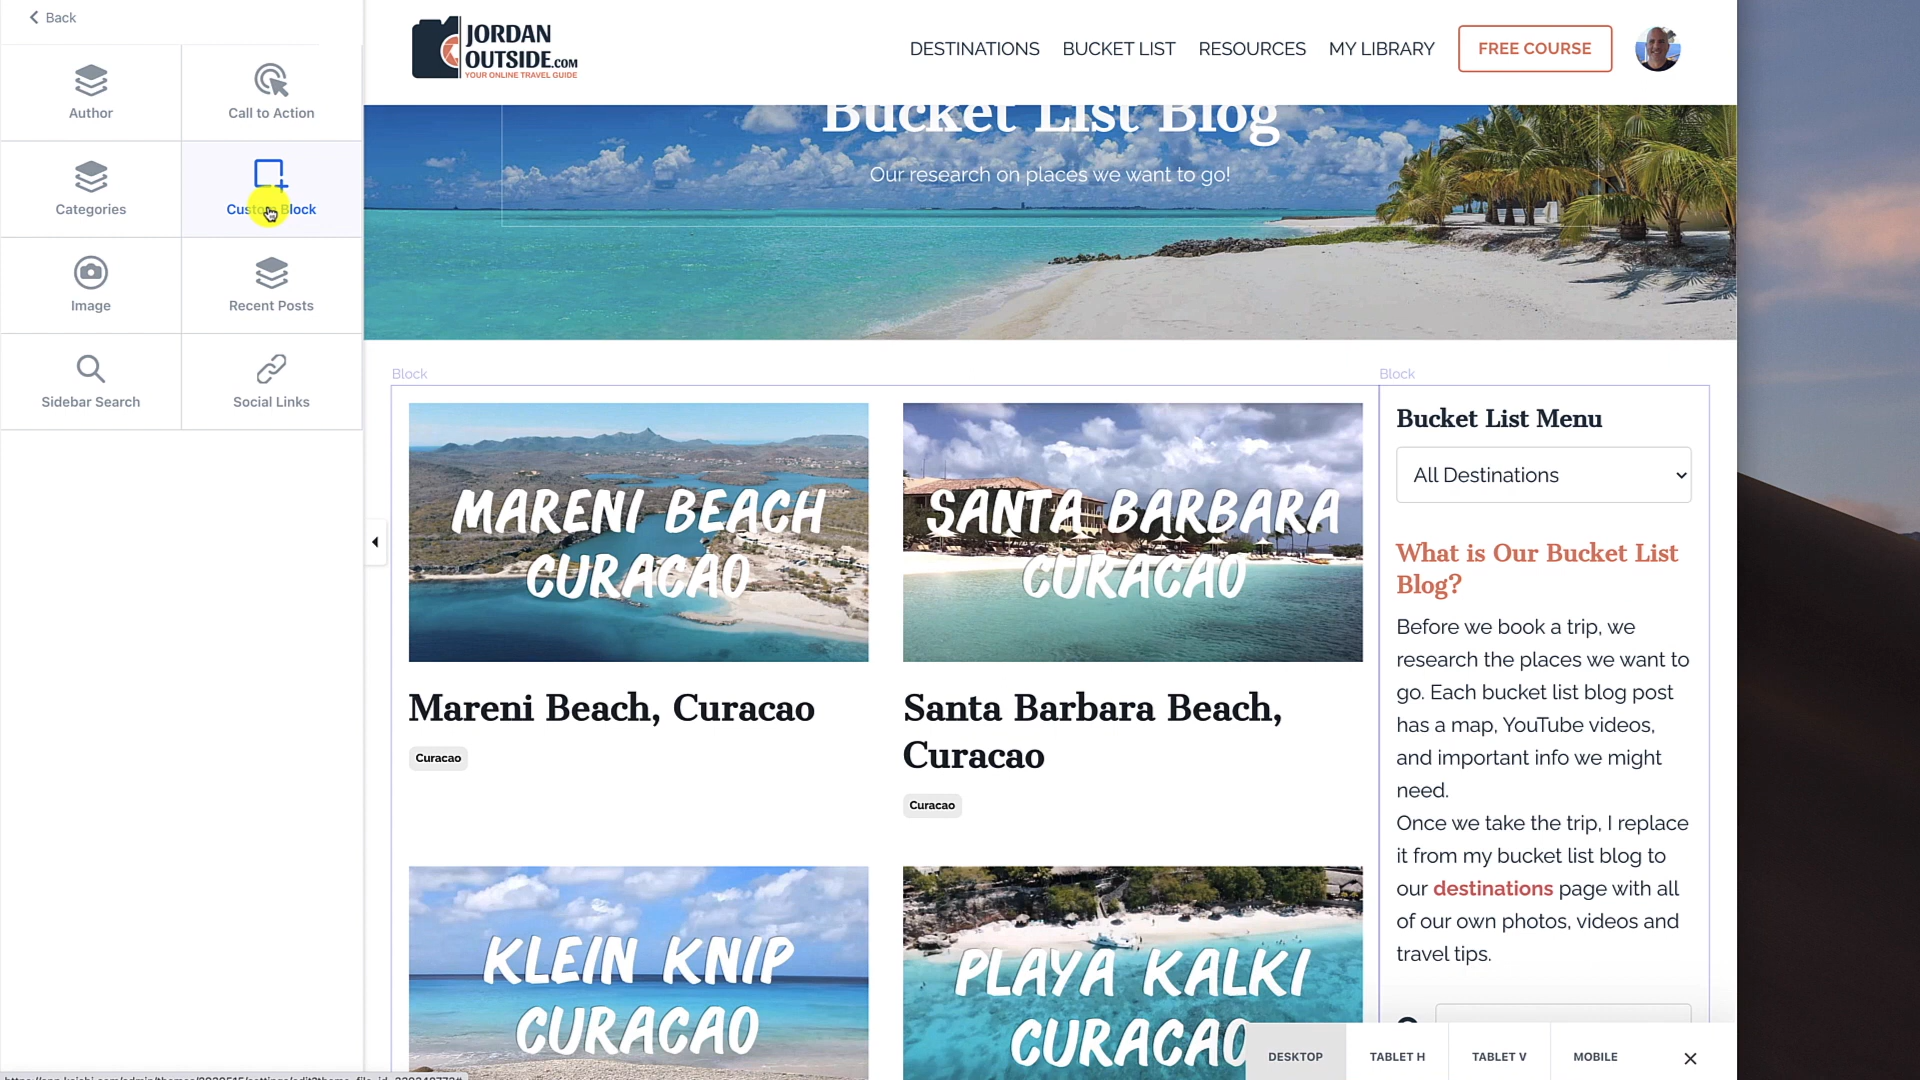 Back
Author
Call to Action
Categories
Custom Block
Image
Recent Posts
Sidebar Search
Social Links
JORDAN
OUTSIDE.COM
YOUR ONLINE TRAVEL GUIDE
DESTINATIONS
BUCKET LIST
RESOURCES
MY LIBRARY
FREE COURSE
Bucket List Blog
Our research on places we want to go!
Block
Block
MARENI BEACH
CURACAO
SANTA BARBARA
CURACAO
Mareni Beach, Curacao
Curacao
Santa Barbara Beach,
Curacao
Curacao
KLEIN KNIP
CURACAO
PLAYA KALKI
CURACAO
Bucket List Menu
All Destinations
What is Our Bucket List
Blog?
Before we book a trip, we
research the places we want to
go. Each bucket list blog post
has a map, YouTube videos,
and important info we might
need.
Once we take the trip, I replace
it from my bucket list blog to
our destinations page with all
of our own photos, videos and
travel tips.
DESKTOP
TABLET H
TABLET V
MOBILE